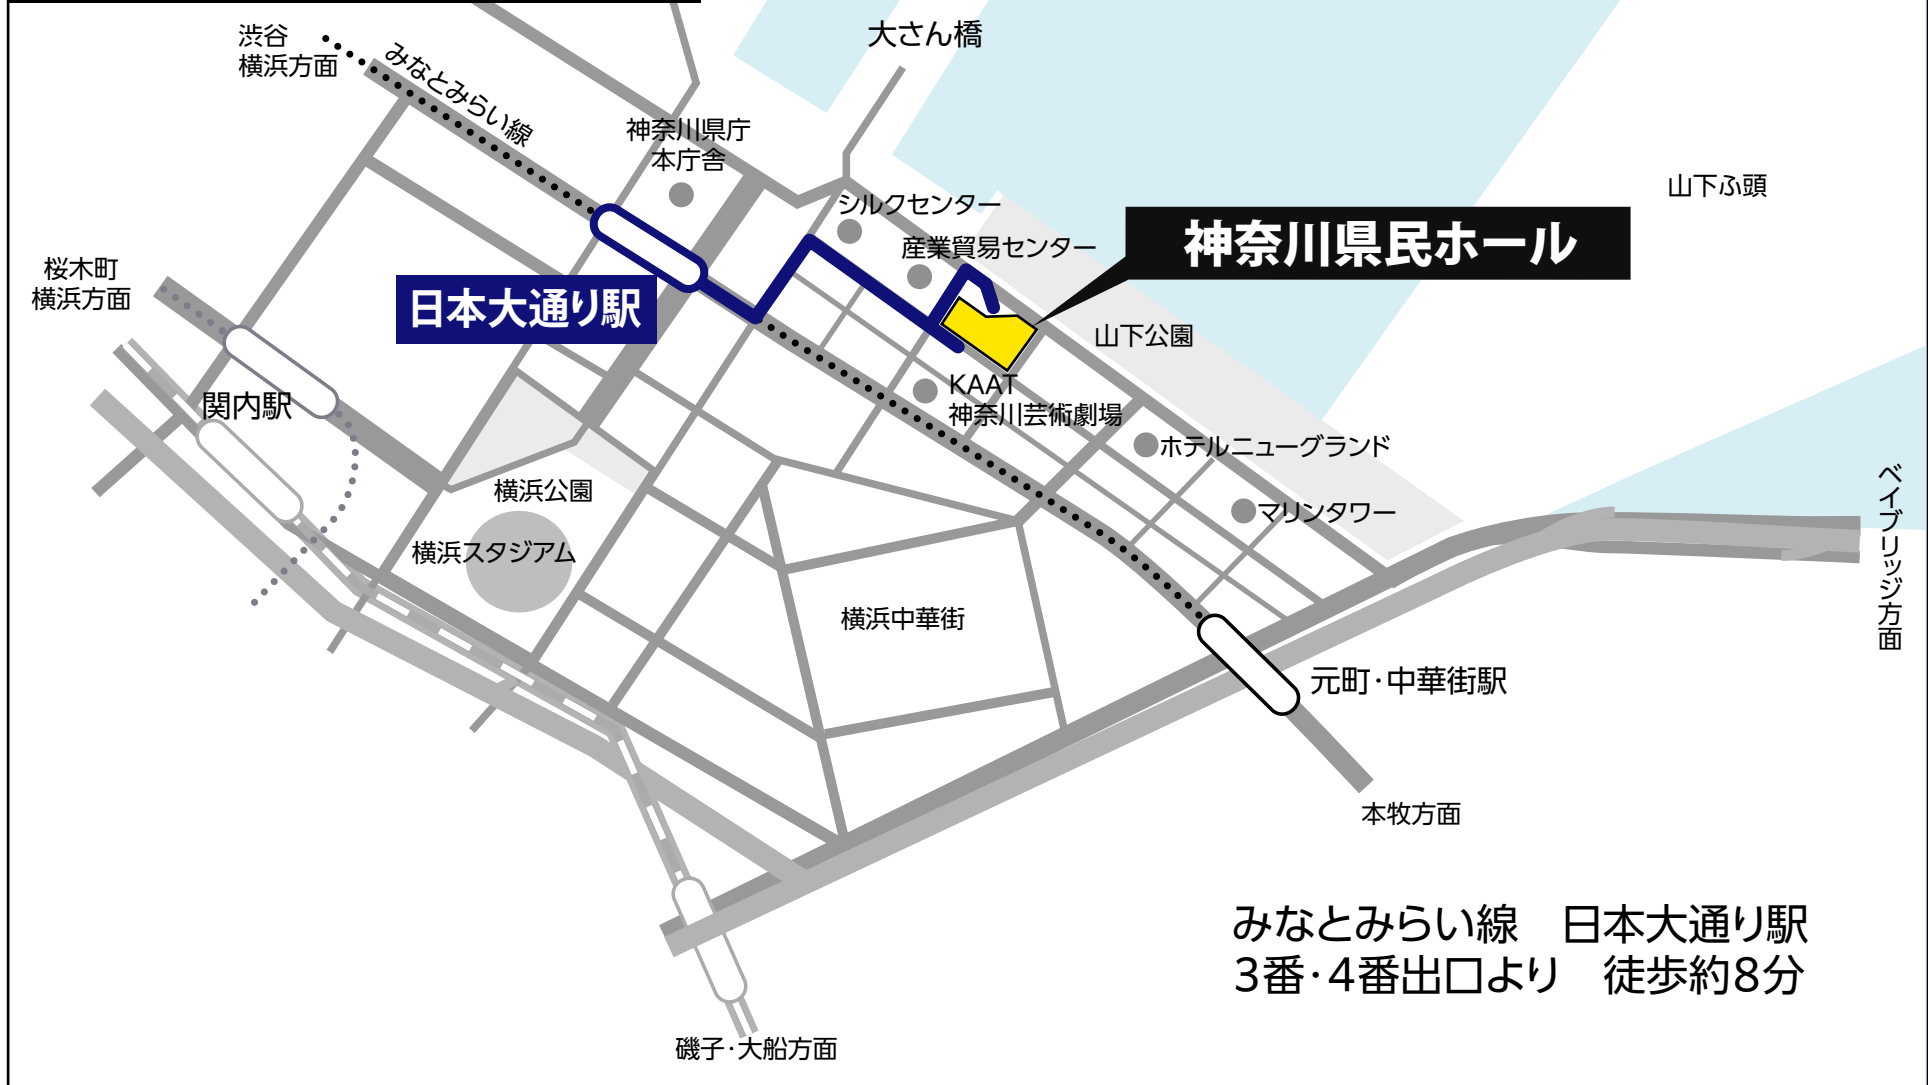 大さん橋
渋谷
横浜方面
みなとみらい線
神奈川県庁
本庁舎
山下ふ頭
シルクセンター
産業貿易センター
神奈川県民ホール
桜木町
横浜方面
日本大通り駅
山下公園
関内駅
KAAT
神奈川芸術劇場
ホテルニューグランド
横浜公園
マリンタワー
ベイブリッジ方面
横浜スタジアム
横浜中華街
元町・中華街駅
本牧方面
みなとみらい線　日本大通り駅
3番・4番出口より　徒歩約8分
磯子・大船方面